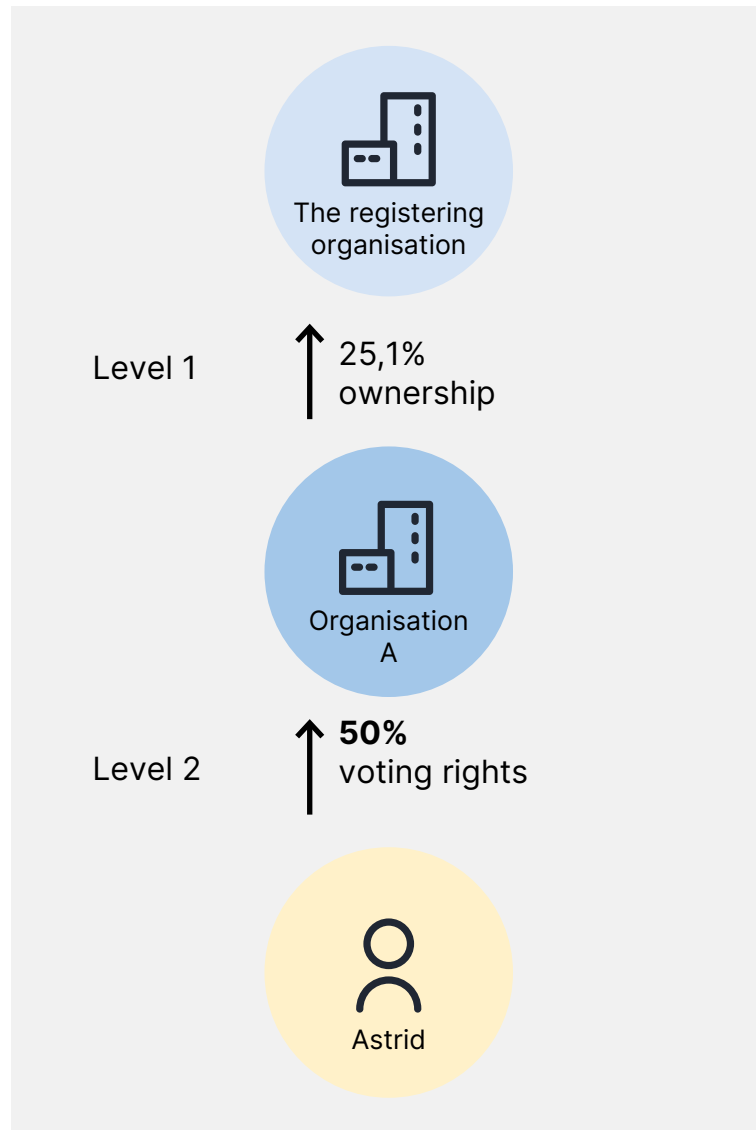 The registering
organisation
Level 1
25,1%
ownership
Organisation
A
Level 2
50%
voting rights
Astrid